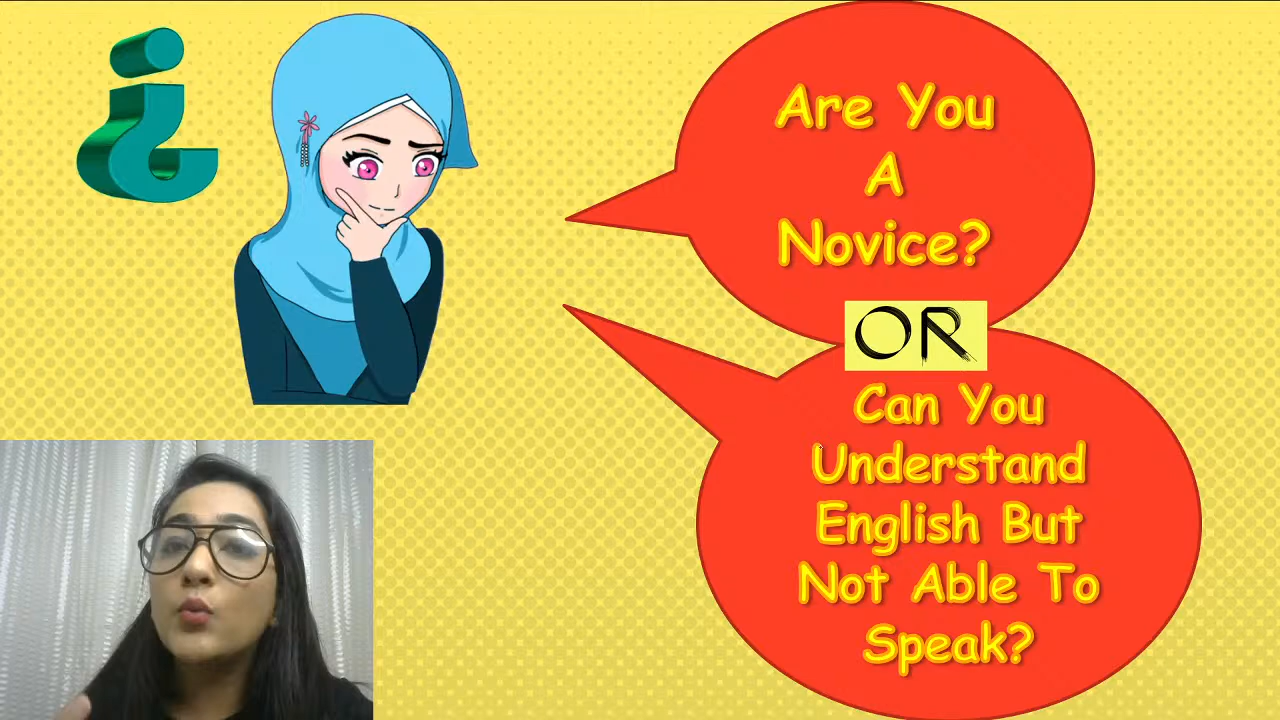 ¿
Are You
A
Novice?
OR
Can You
Understand
English But
Not Able To
Speak?